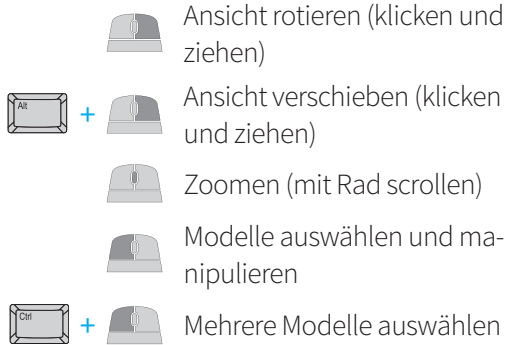 Ansicht rotieren (klicken und
ziehen)
Alt + Ansicht verschieben (klicken
und ziehen)
Zoomen (mit Rad scrollen)
Modelle auswählen und ma-
nipulieren
Ctrl + Mehrere Modelle auswählen